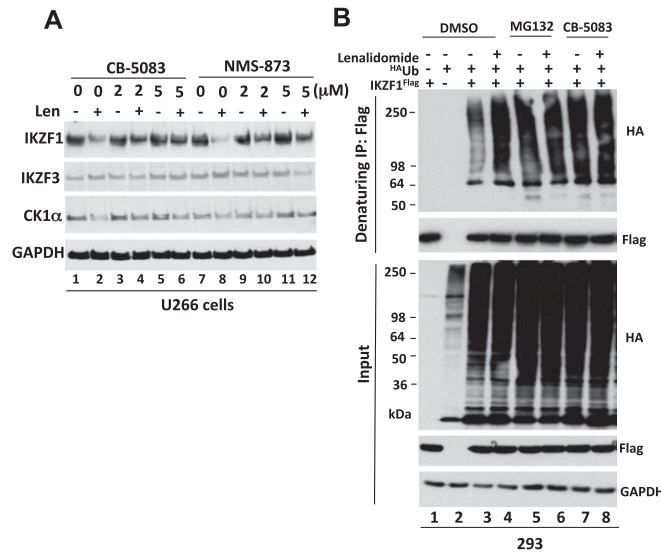 A
CB-5083 NMS-873
0 0 2 2 5 5 0 0 2 2 5 5 (μM)
Len - + - + - + - + - + - +
IKZF1
IKZF3
CK1α
GAPDH
1 2 3 4 5 6 7 8 9 10 11 12
U266 cells
B
DMSO MG132 CB-5083
Lenalidomide - - - + - + - +
HAUb - + + + + + + +
IKZF1Flag + - + + + + + +
Denaturing IP: Flag
250
98
64
50
HA
Flag
Input
250
98
64
50
36
kDa
HA
Flag
GAPDH
1 2 3 4 5 6 7 8
293